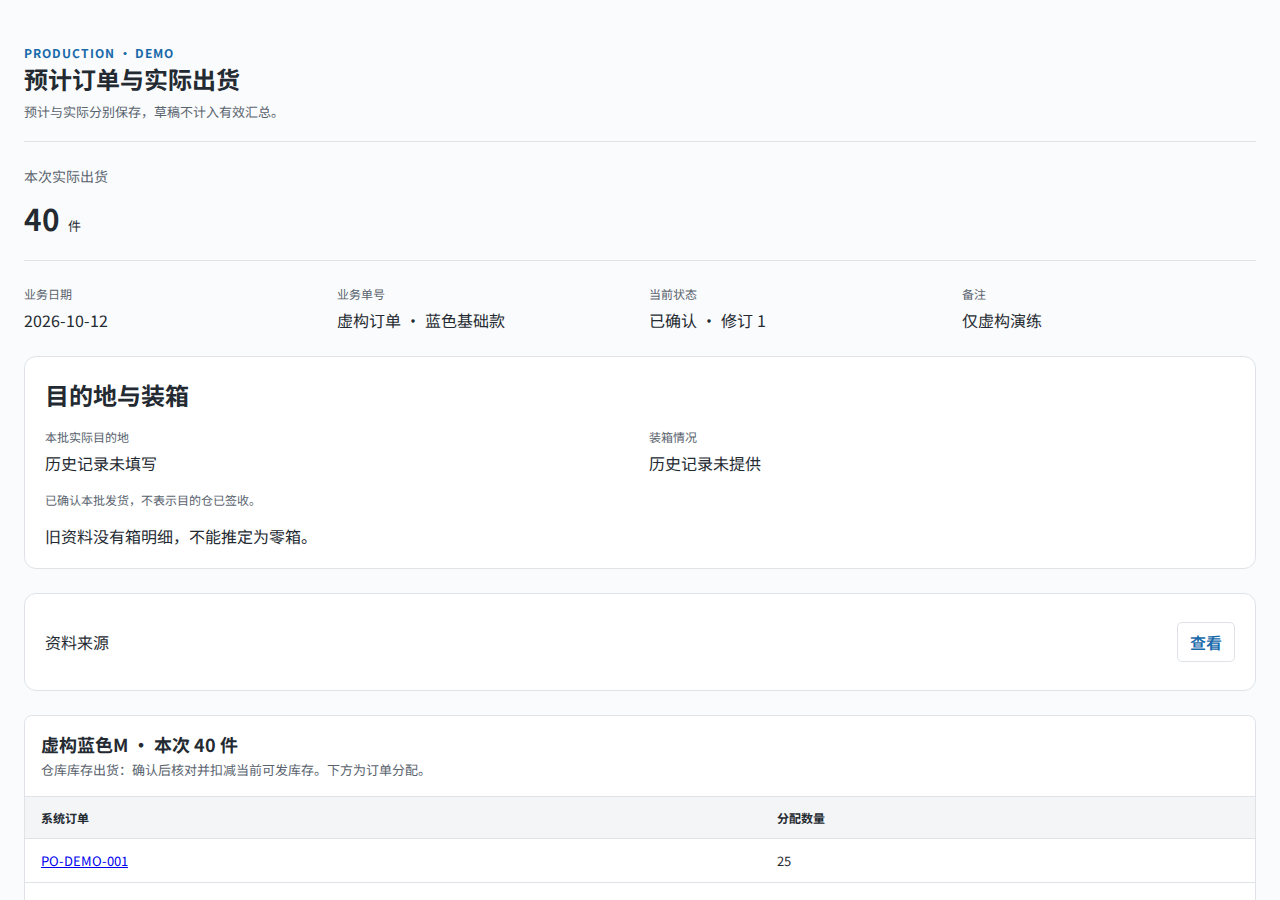 PRODUCTION · DEMO
预计订单与实际出货
预计与实际分别保存，草稿不计入有效汇总。
本次实际出货
40 件
业务日期
2026-10-12
业务单号
虚构订单 · 蓝色基础款
当前状态
已确认 · 修订 1
备注
仅虚构演练
目的地与装箱
本批实际目的地
历史记录未填写
装箱情况
历史记录未提供
已确认本批发货，不表示目的仓已签收。
旧资料没有箱明细，不能推定为零箱。
资料来源
查看
虚构蓝色M · 本次 40 件
仓库库存出货：确认后核对并扣减当前可发库存。下方为订单分配。
系统订单 分配数量
PO-DEMO-001 25